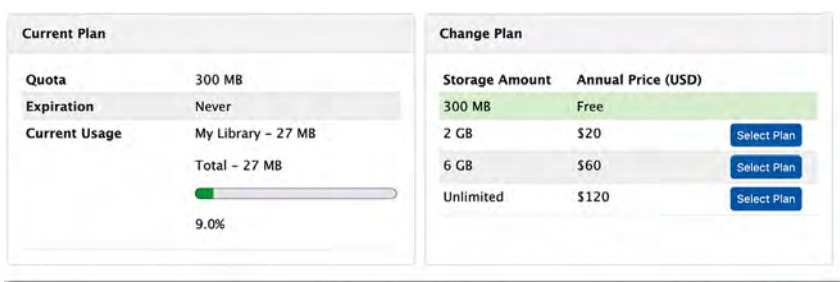 Current Plan
Quota 300 MB
Expiration Never
Current Usage My Library – 27 MB
Total – 27 MB
9.0%
Change Plan
Storage Amount Annual Price (USD)
300 MB Free
2 GB $20 Select Plan
6 GB $60 Select Plan
Unlimited $120 Select Plan